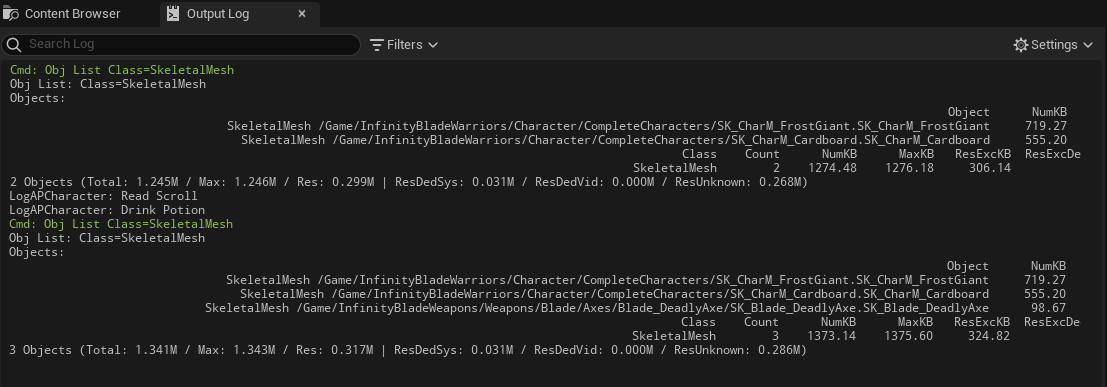 Content Browser
Output Log
Search Log
Filters
Settings
Cmd: Obj List Class=SkeletalMesh
Obj List: Class=SkeletalMesh
Objects:
Object NumKB
SkeletalMesh /Game/InfinityBladeWarriors/Character/CompleteCharacters/SK_CharM_FrostGiant.SK_CharM_FrostGiant 719.27
SkeletalMesh /Game/InfinityBladeWarriors/Character/CompleteCharacters/SK_CharM_Cardboard.SK_CharM_Cardboard 555.20
Class Count NumKB MaxKB ResExcKB ResExcDe
SkeletalMesh 2 1274.48 1276.18 306.14
2 Objects (Total: 1.245M / Max: 1.246M / Res: 0.299M | ResDedSys: 0.031M / ResDedVid: 0.000M / ResUnknown: 0.268M)
LogAPCharacter: Read Scroll
LogAPCharacter: Drink Potion
Cmd: Obj List Class=SkeletalMesh
Obj List: Class=SkeletalMesh
Objects:
Object NumKB
SkeletalMesh /Game/InfinityBladeWarriors/Character/CompleteCharacters/SK_CharM_FrostGiant.SK_CharM_FrostGiant 719.27
SkeletalMesh /Game/InfinityBladeWarriors/Character/CompleteCharacters/SK_CharM_Cardboard.SK_CharM_Cardboard 555.20
SkeletalMesh /Game/InfinityBladeWeapons/Weapons/Blade/Axes/Blade_DeadlyAxe/SK_Blade_DeadlyAxe.SK_Blade_DeadlyAxe 98.67
Class Count NumKB MaxKB ResExcKB ResExcDe
SkeletalMesh 3 1373.14 1375.60 324.82
3 Objects (Total: 1.341M / Max: 1.343M / Res: 0.317M | ResDedSys: 0.031M / ResDedVid: 0.000M / ResUnknown: 0.286M)